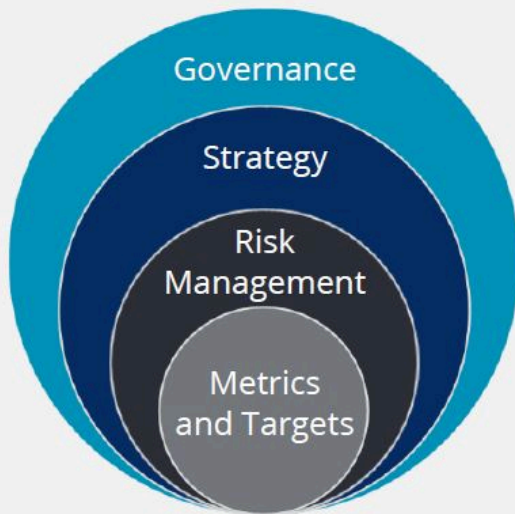 Governance
Strategy
Risk
Management
Metrics
and Targets